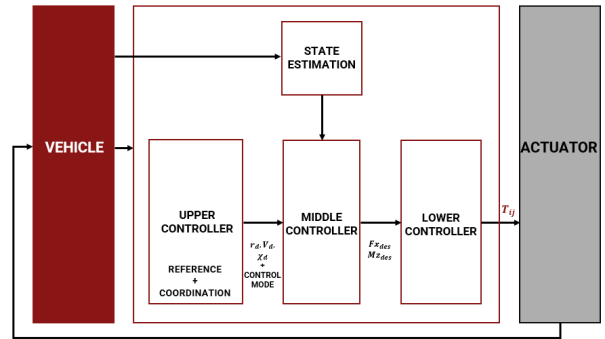 STATE
ESTIMATION
VEHICLE
ACTUATOR
UPPER
CONTROLLER
REFERENCE
+
COORDINATION
r_d, V_d,
χ_d
+
CONTROL
MODE
MIDDLE
CONTROLLER
Fx_des
Mz_des
LOWER
CONTROLLER
T_ij